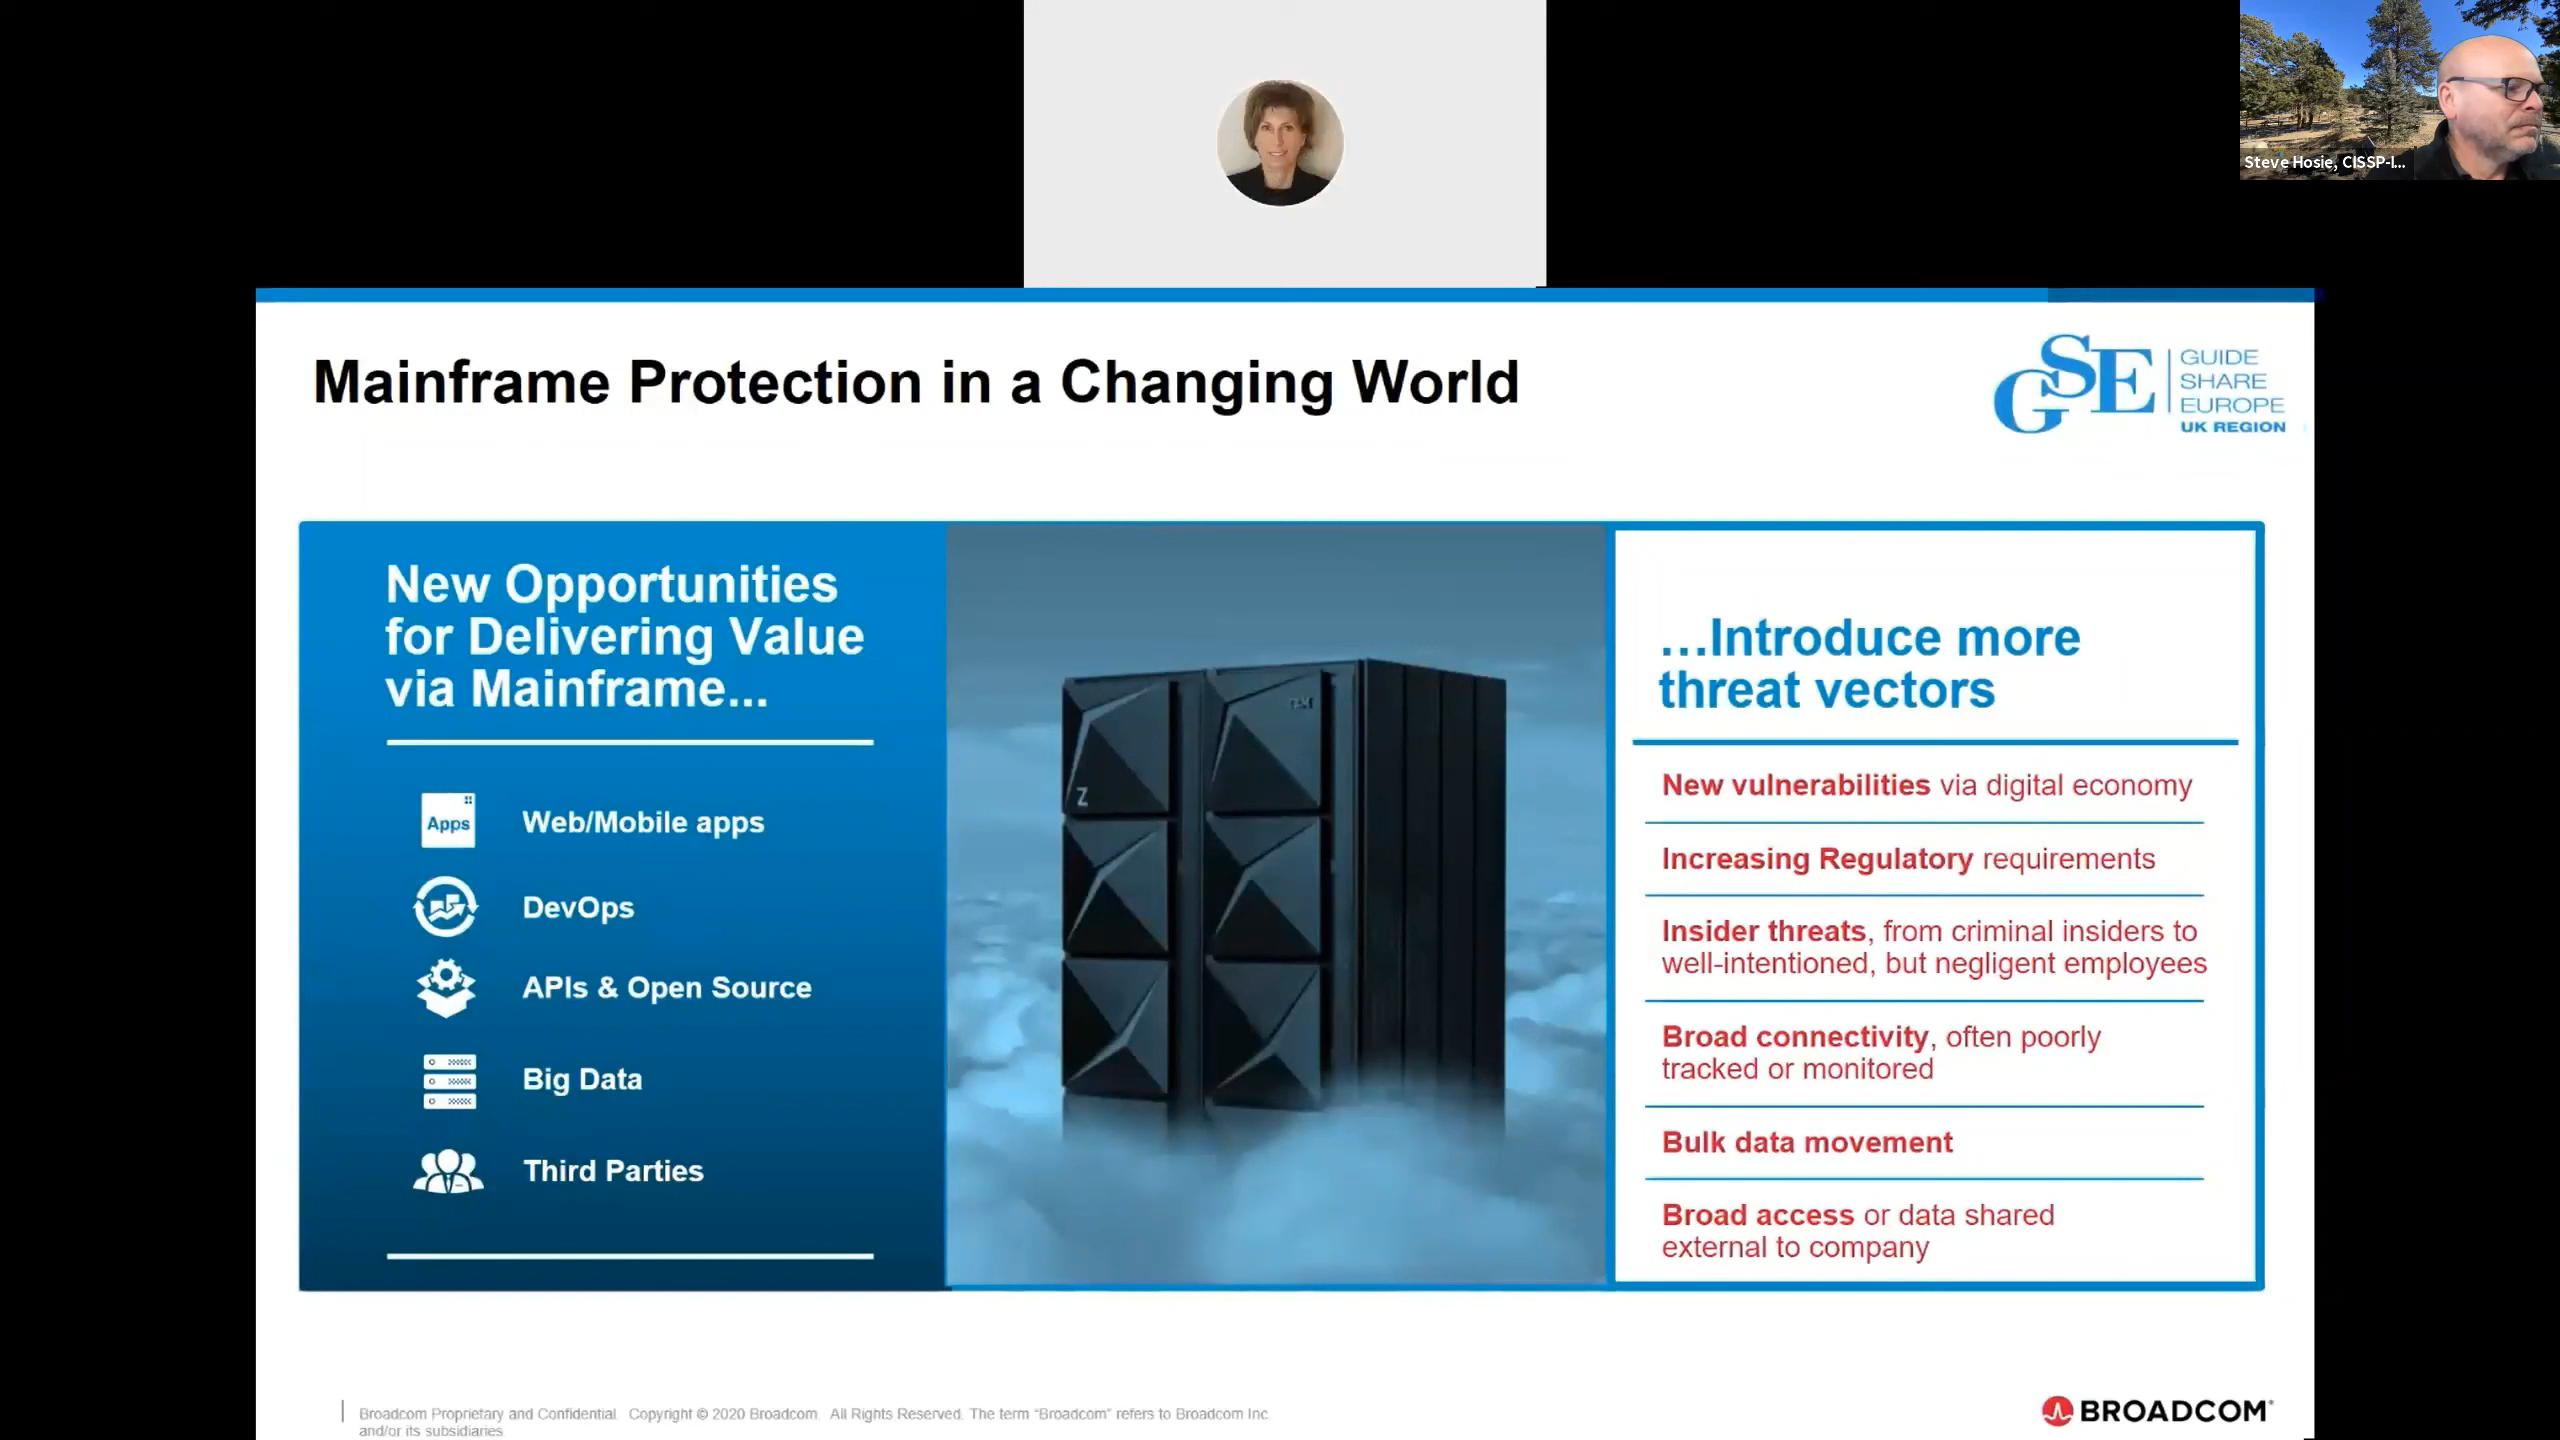 Steve Hosie, CISSP-I...
Mainframe Protection in a Changing World
GSE
GUIDE
SHARE
EUROPE
UK REGION
New Opportunities
for Delivering Value
via Mainframe...
Apps
Web/Mobile apps
DevOps
APIs & Open Source
Big Data
Third Parties
IBM
Z
...Introduce more
threat vectors
New vulnerabilities via digital economy
Increasing Regulatory requirements
Insider threats, from criminal insiders to
well-intentioned, but negligent employees
Broad connectivity, often poorly
tracked or monitored
Bulk data movement
Broad access or data shared
external to company
Broadcom Proprietary and Confidential. Copyright © 2020 Broadcom. All Rights Reserved. The term “Broadcom” refers to Broadcom Inc.
and/or its subsidiaries.
BROADCOM®